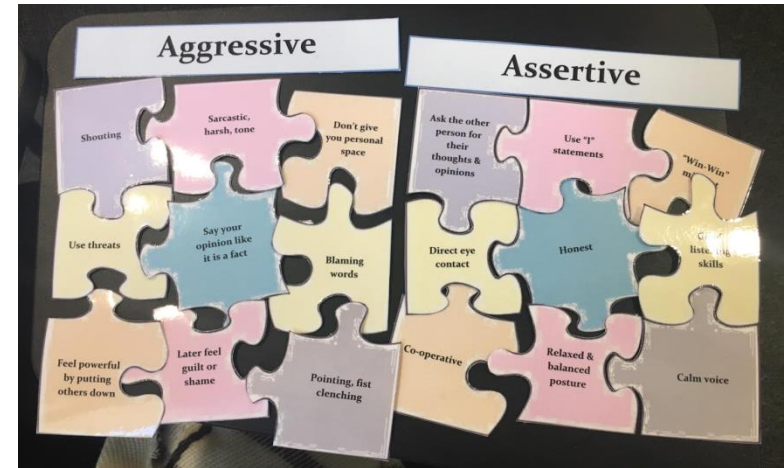 Aggressive
Shouting
Sarcastic,
harsh, tone
Don't give
you personal
space
Use threats
Say your
opinion like
it is a fact
Blaming
words
Feel powerful
by putting
others down
Later feel
guilt or
shame
Pointing, fist
clenching
Assertive
Ask the other
person for
their
thoughts &
opinions
Use "I"
statements
"Win-Win"
Direct eye
contact
Honest
listening
skills
Co-operative
Relaxed &
balanced
posture
Calm voice